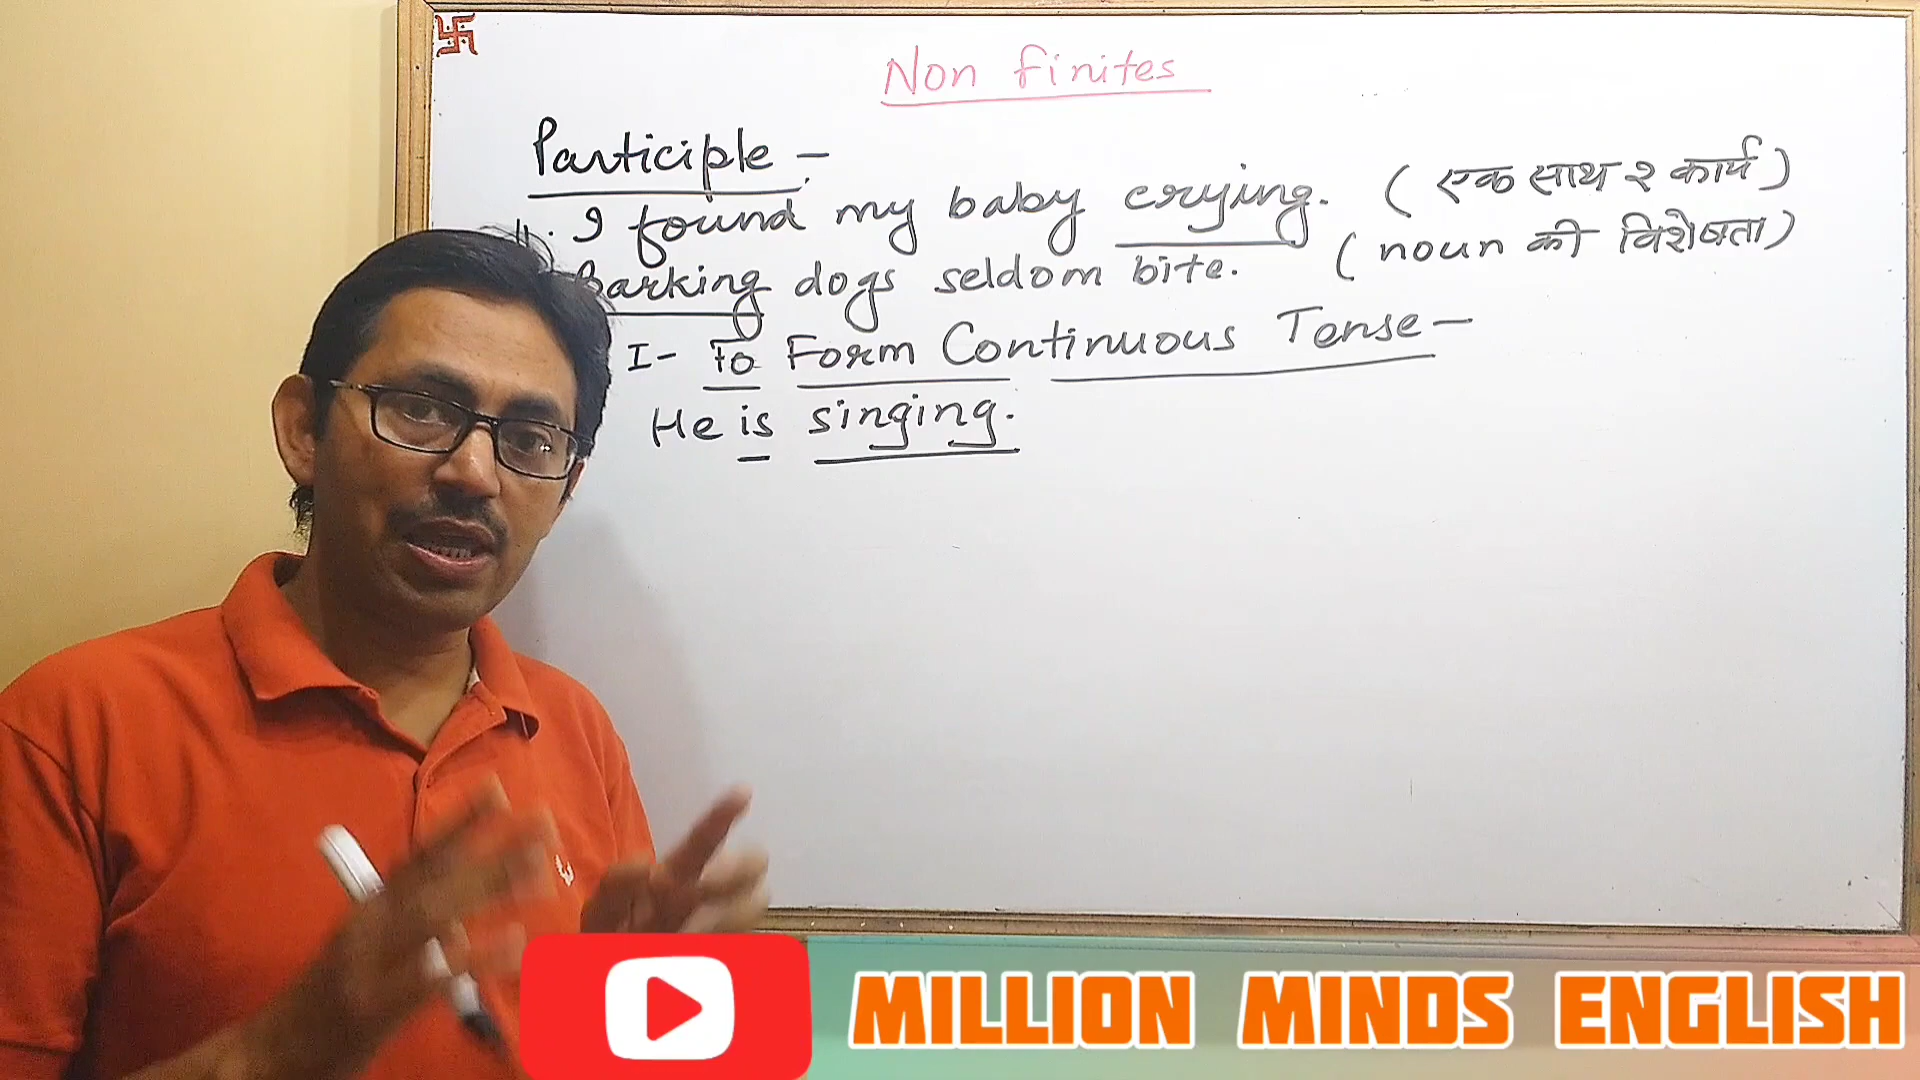 Non finites
Participle -
I found my baby crying. (एक साथ २ कार्य)
Barking dogs seldom bite. (noun की विशेषता)
I- To Form Continuous Tense-
He is singing.
MILLION MINDS ENGLISH